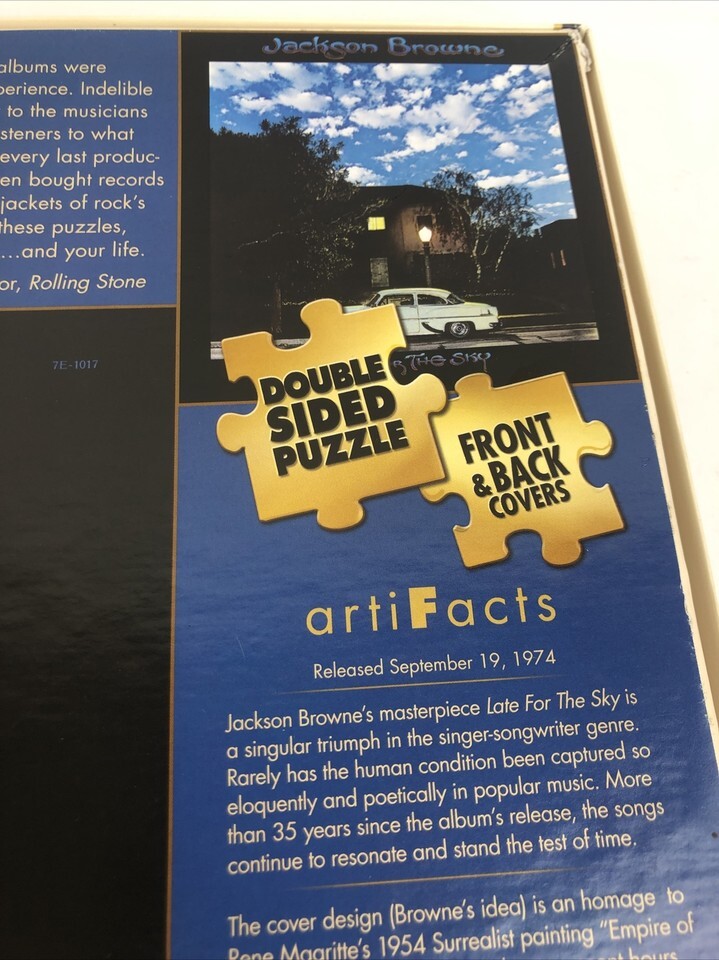 albums were
perience. Indelible
to the musicians
steners to what
every last produc-
en bought records
jackets of rock's
these puzzles,
...and your life.
or, Rolling Stone
7E-1017
Jackson Browne
THE SKY
DOUBLE
SIDED
PUZZLE
FRONT
& BACK
COVERS
artiFacts
Released September 19, 1974
Jackson Browne's masterpiece Late For The Sky is
a singular triumph in the singer-songwriter genre.
Rarely has the human condition been captured so
eloquently and poetically in popular music. More
than 35 years since the album's release, the songs
continue to resonate and stand the test of time.
The cover design (Browne's idea) is an homage to
Rene Magritte's 1954 Surrealist painting "Empire of
hours